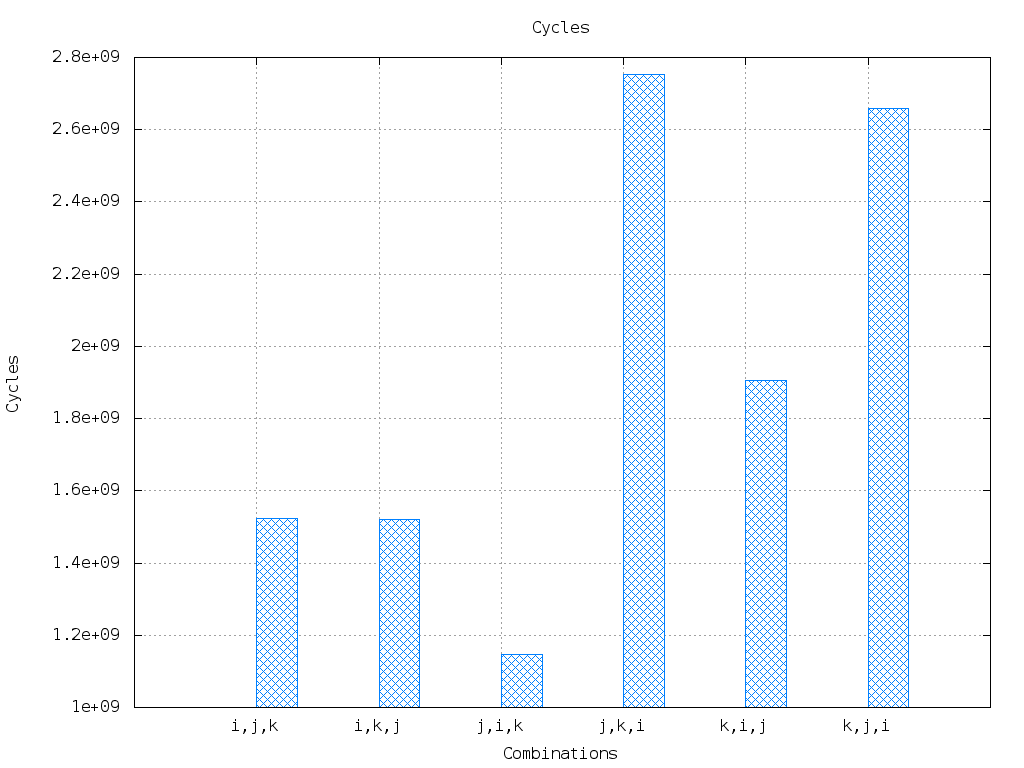 Cycles
2.8e+09
2.6e+09
2.4e+09
2.2e+09
2e+09
1.8e+09
1.6e+09
1.4e+09
1.2e+09
1e+09
Cycles
i,j,k i,k,j j,i,k j,k,i k,i,j k,j,i
Combinations